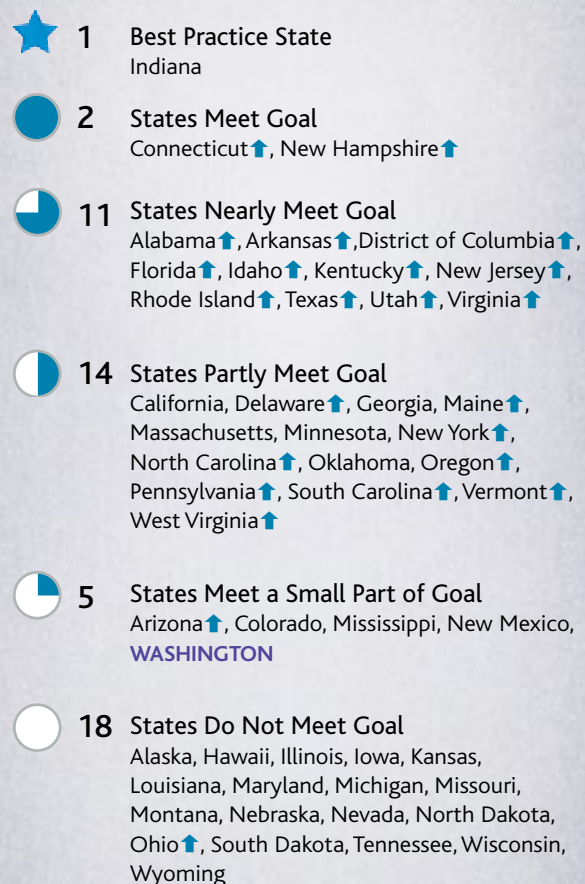 1 Best Practice State
Indiana
2 States Meet Goal
Connecticut⬆, New Hampshire⬆
11 States Nearly Meet Goal
Alabama⬆, Arkansas⬆,District of Columbia⬆,
Florida⬆, Idaho⬆, Kentucky⬆, New Jersey⬆,
Rhode Island⬆, Texas⬆, Utah⬆, Virginia⬆
14 States Partly Meet Goal
California, Delaware⬆, Georgia, Maine⬆,
Massachusetts, Minnesota, New York⬆,
North Carolina⬆, Oklahoma, Oregon⬆,
Pennsylvania⬆, South Carolina⬆, Vermont⬆,
West Virginia⬆
5 States Meet a Small Part of Goal
Arizona⬆, Colorado, Mississippi, New Mexico,
WASHINGTON
18 States Do Not Meet Goal
Alaska, Hawaii, Illinois, Iowa, Kansas,
Louisiana, Maryland, Michigan, Missouri,
Montana, Nebraska, Nevada, North Dakota,
Ohio⬆, South Dakota, Tennessee, Wisconsin,
Wyoming